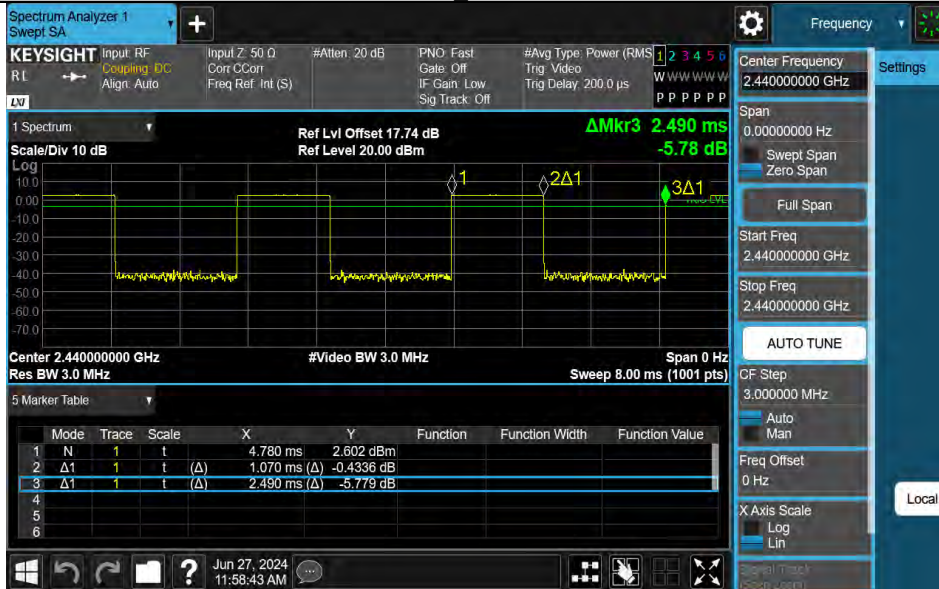 Spectrum Analyzer 1
Swept SA
+
Frequency
KEYSIGHT
RL
LXI
Input: RF
Coupling: DC
Align: Auto
Input Z: 50 Ω
Corr CCorr
Freq Ref: Int (S)
#Atten: 20 dB
PNO: Fast
Gate: Off
IF Gain: Low
Sig Track: Off
#Avg Type: Power (RMS
Trig: Video
Trig Delay: 200.0 µs
1 2 3 4 5 6
W W W W W W
P P P P P P
1 Spectrum
Scale/Div 10 dB
Ref Lvl Offset 17.74 dB
Ref Level 20.00 dBm
ΔMkr3 2.490 ms
-5.78 dB
Log
10.0
0.00
-10.0
-20.0
-30.0
-40.0
-50.0
-60.0
-70.0
1
2Δ1
3Δ1
Center 2.440000000 GHz
Res BW 3.0 MHz
#Video BW 3.0 MHz
Span 0 Hz
Sweep 8.00 ms (1001 pts)
5 Marker Table
Mode Trace Scale X Y Function Function Width Function Value
1 N 1 t 4.780 ms 2.602 dBm
2 Δ1 1 t (Δ) 1.070 ms (Δ) -0.4336 dB
3 Δ1 1 t (Δ) 2.490 ms (Δ) -5.779 dB
4
5
6
Jun 27, 2024
11:58:43 AM
Center Frequency
2.440000000 GHz
Span
0.00000000 Hz
Swept Span
Zero Span
Full Span
Start Freq
2.440000000 GHz
Stop Freq
2.440000000 GHz
AUTO TUNE
CF Step
3.000000 MHz
Auto
Man
Freq Offset
0 Hz
X Axis Scale
Log
Lin
Signal Track
(Span Zoom)
Settings
Local